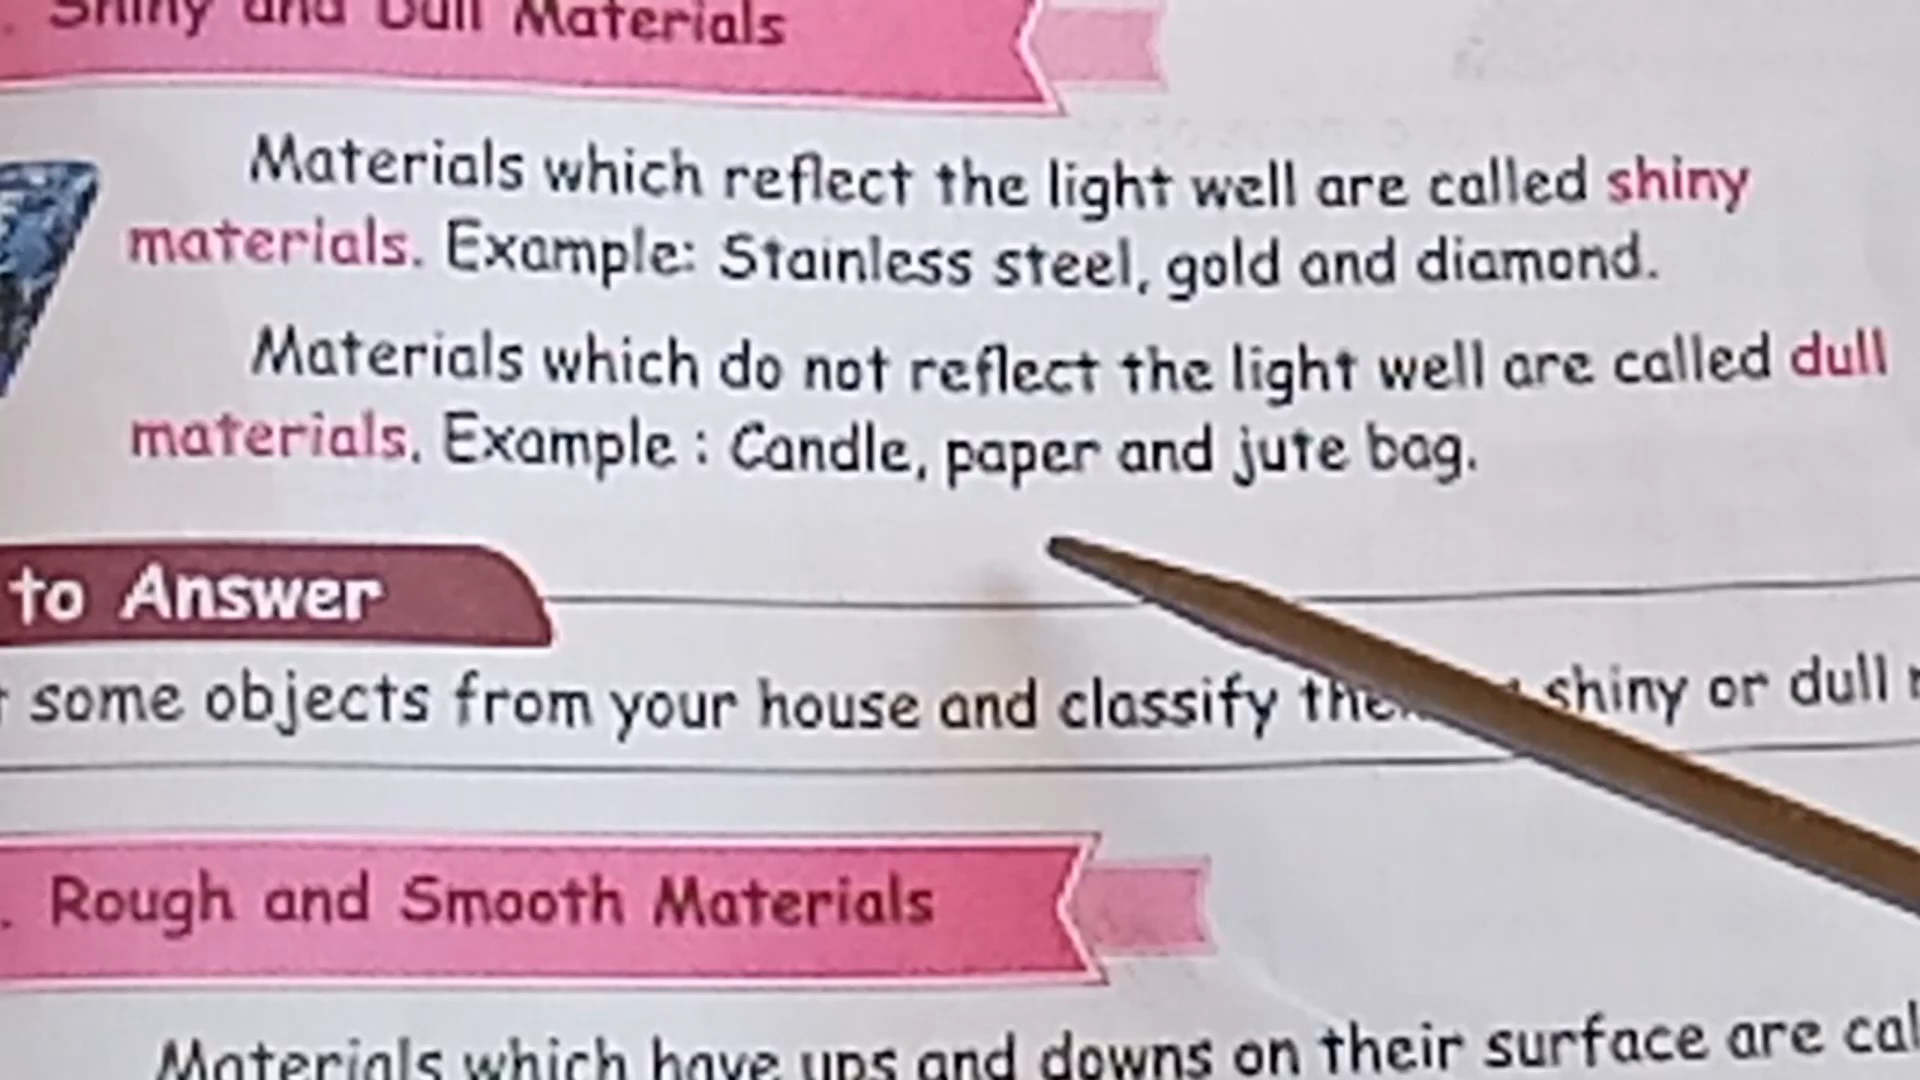 . Shiny and Dull Materials
Materials which reflect the light well are called shiny
materials. Example: Stainless steel, gold and diamond.
Materials which do not reflect the light well are called dull
materials. Example : Candle, paper and jute bag.
to Answer
some objects from your house and classify shiny or dull
. Rough and Smooth Materials
Materials which have ups and downs on their surface are